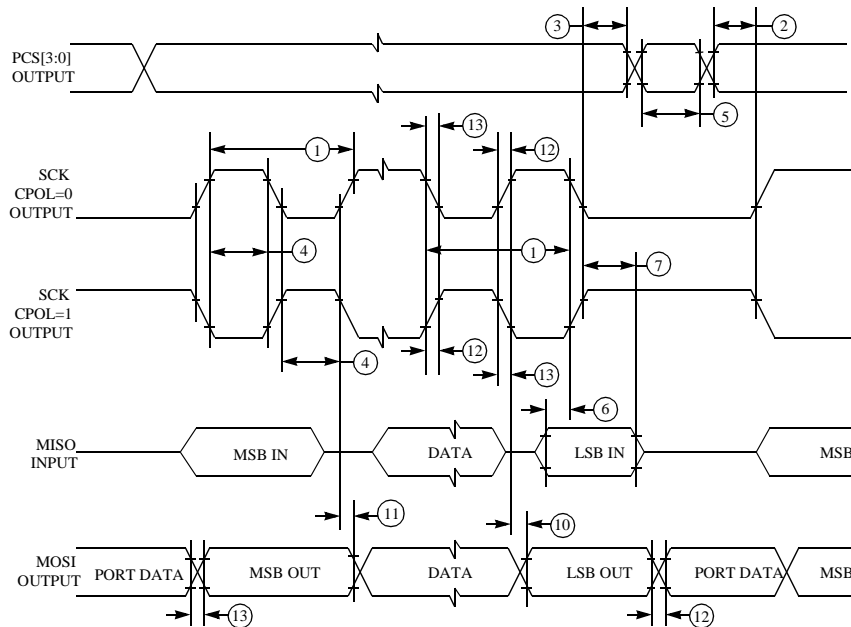 3
2
PCS[3:0]
OUTPUT
5
13
12
1
SCK
CPOL=0
OUTPUT
4
1
7
SCK
CPOL=1
OUTPUT
4
12
13
6
MISO
INPUT
MSB IN
DATA
LSB IN
MSB
11
10
MOSI
OUTPUT
PORT DATA
MSB OUT
DATA
LSB OUT
PORT DATA
MSB
13
12